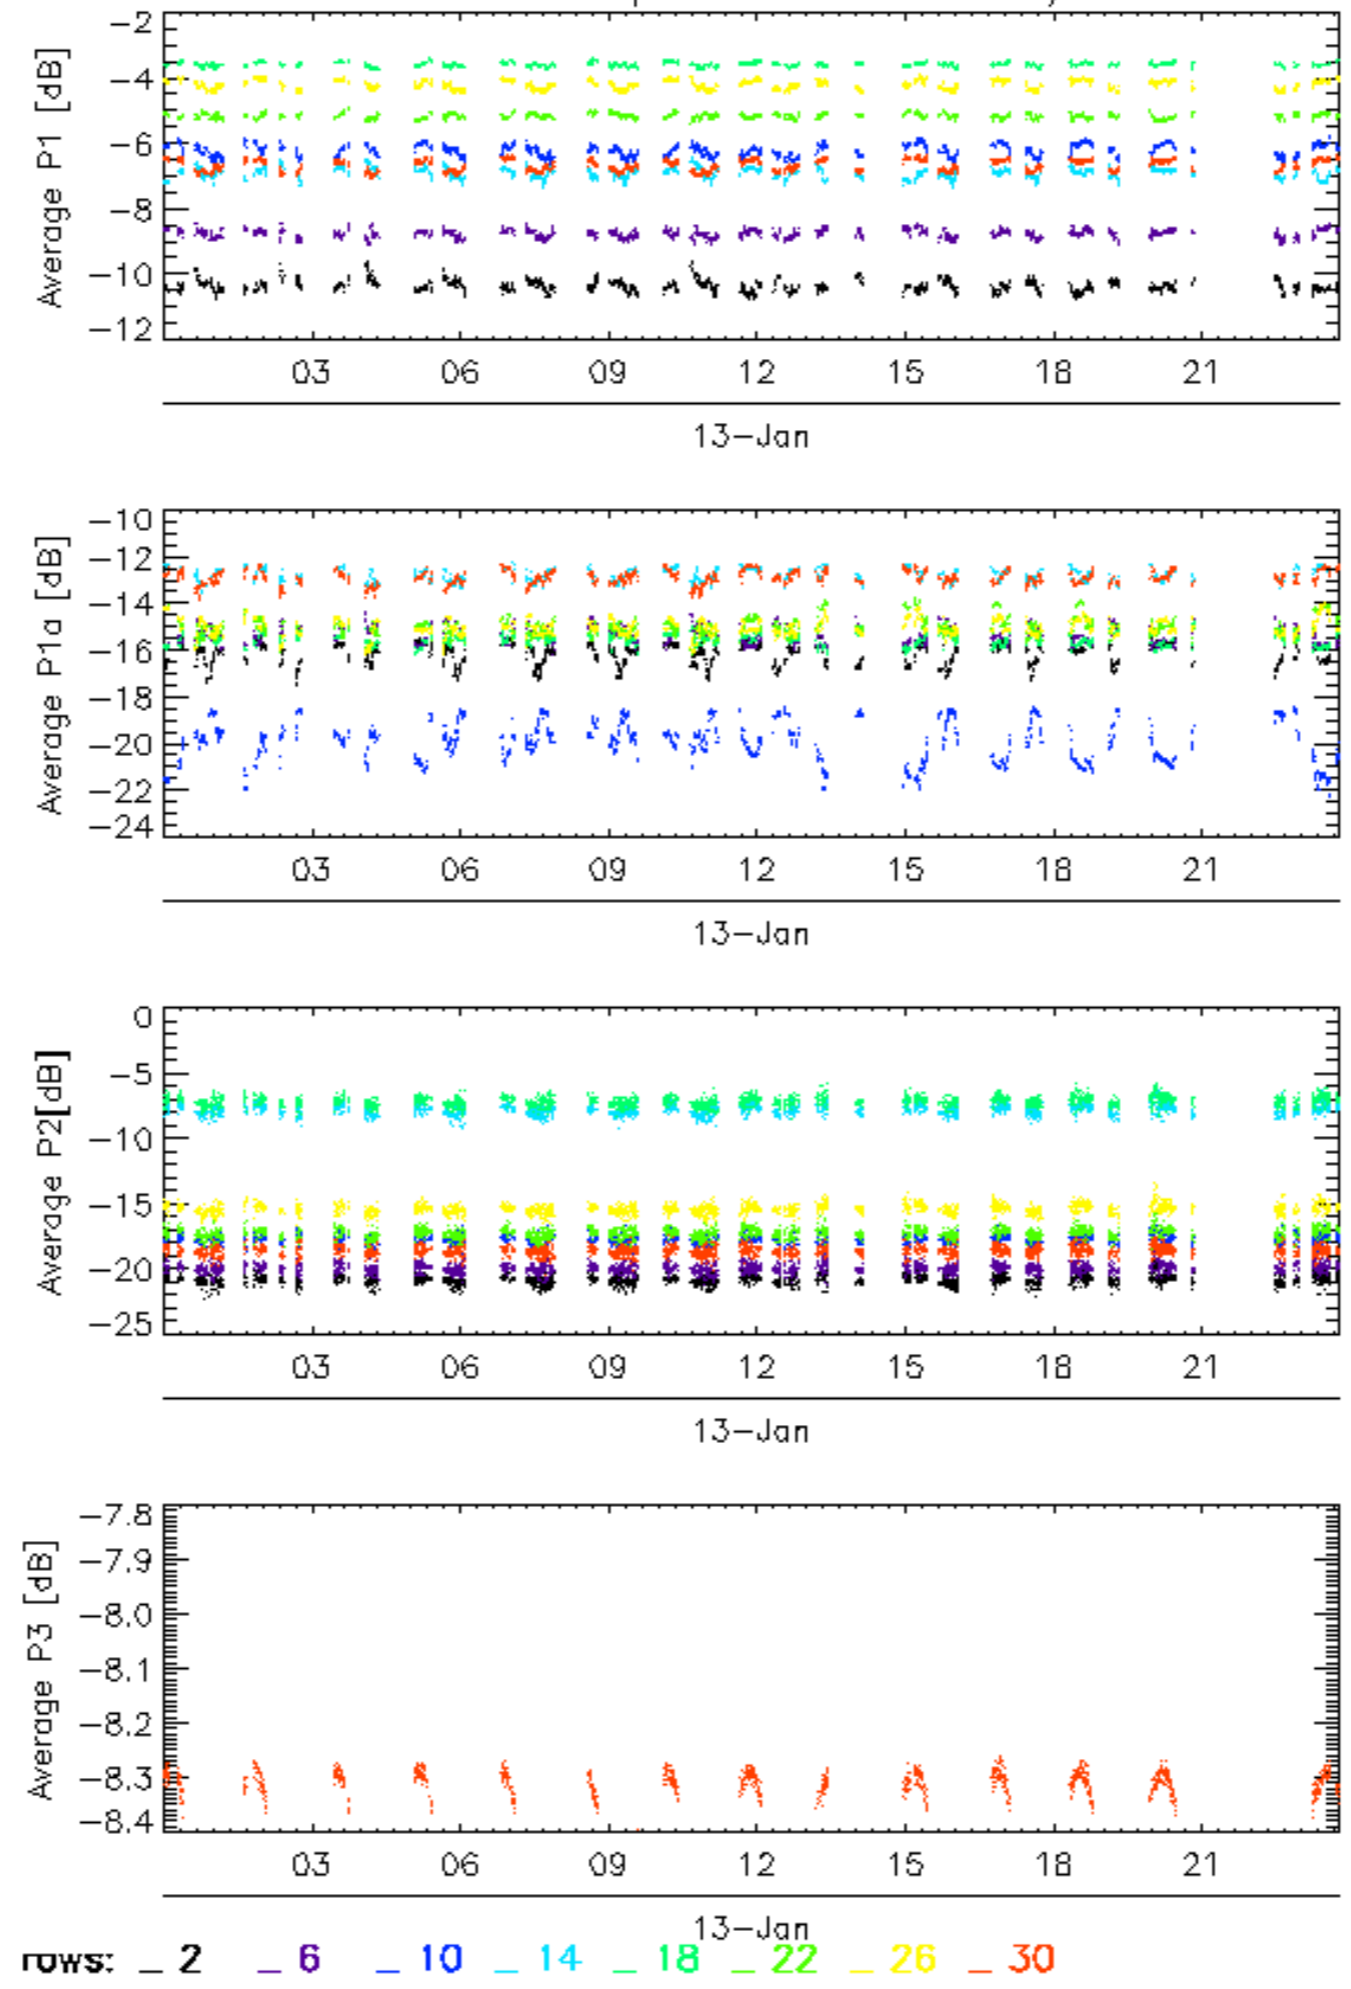 Average P1 [dB]
-2
-4
-6
-8
-10
-12
03 06 09 12 15 18 21
13-Jan
Average P1a [dB]
-10
-12
-14
-16
-18
-20
-22
-24
03 06 09 12 15 18 21
13-Jan
Average P2[dB]
0
-5
-10
-15
-20
-25
03 06 09 12 15 18 21
13-Jan
Average P3 [dB]
-7.8
-7.9
-8.0
-8.1
-8.2
-8.3
-8.4
03 06 09 12 15 18 21
13-Jan
rows: _ 2 _ 6 _ 10 _ 14 _ 18 _ 22 _ 26 _ 30